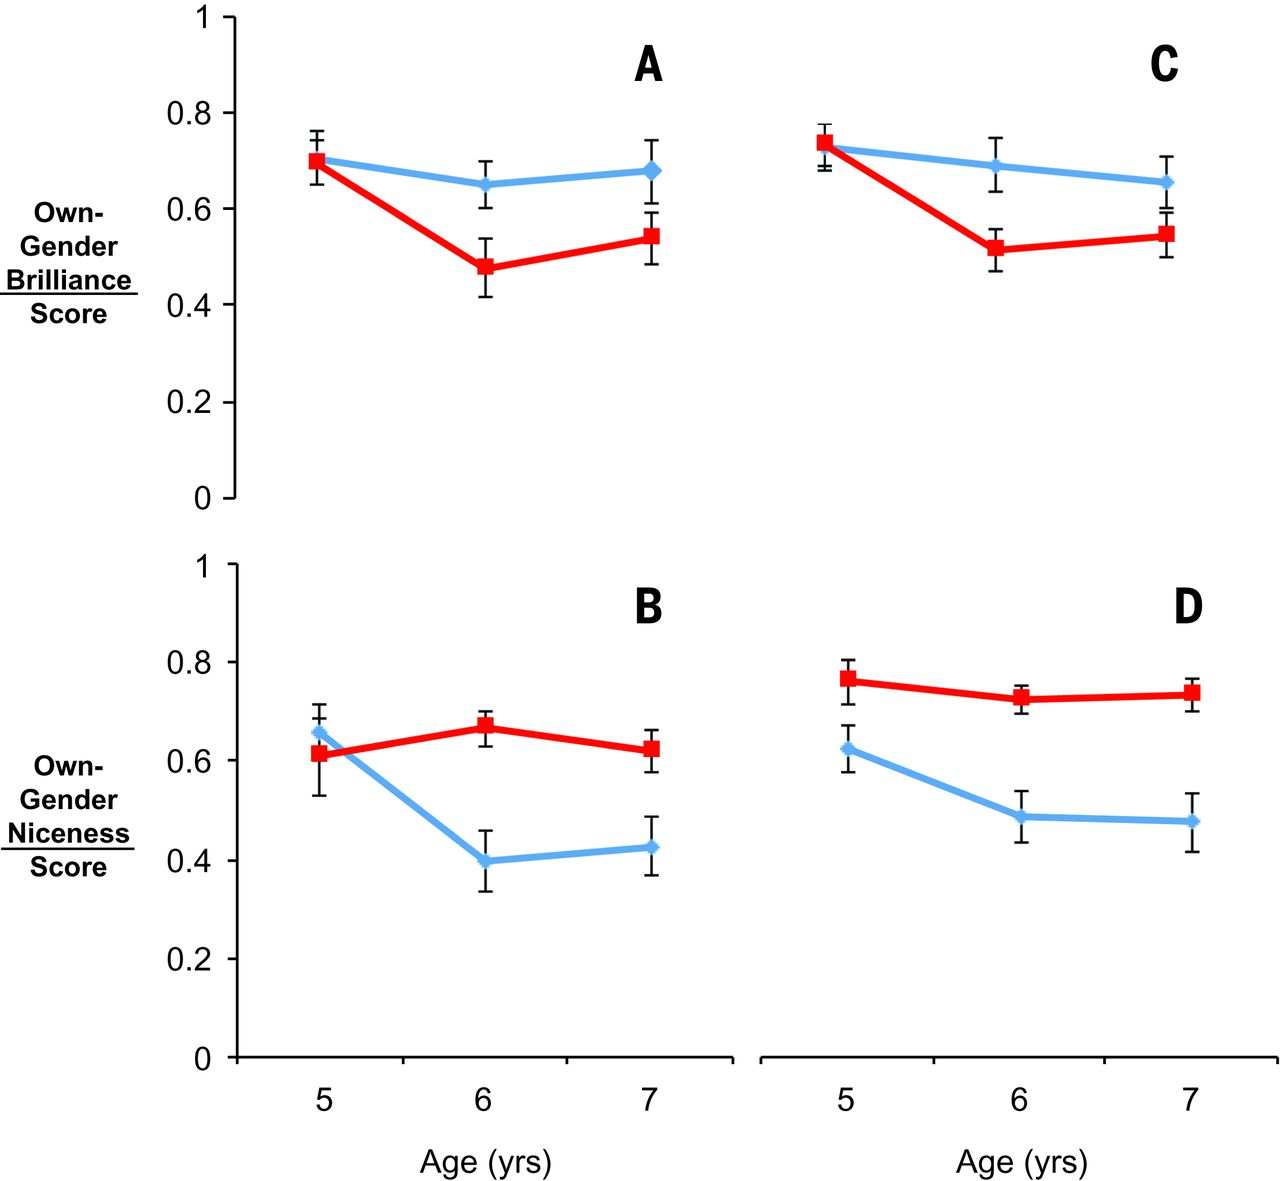 1
A
C
0.8
0.6
Own-
Gender
Brilliance
Score
0.4
0.2
0
1
B
D
0.8
0.6
Own-
Gender
Niceness
Score
0.4
0.2
0
5 6 7 5 6 7
Age (yrs) Age (yrs)